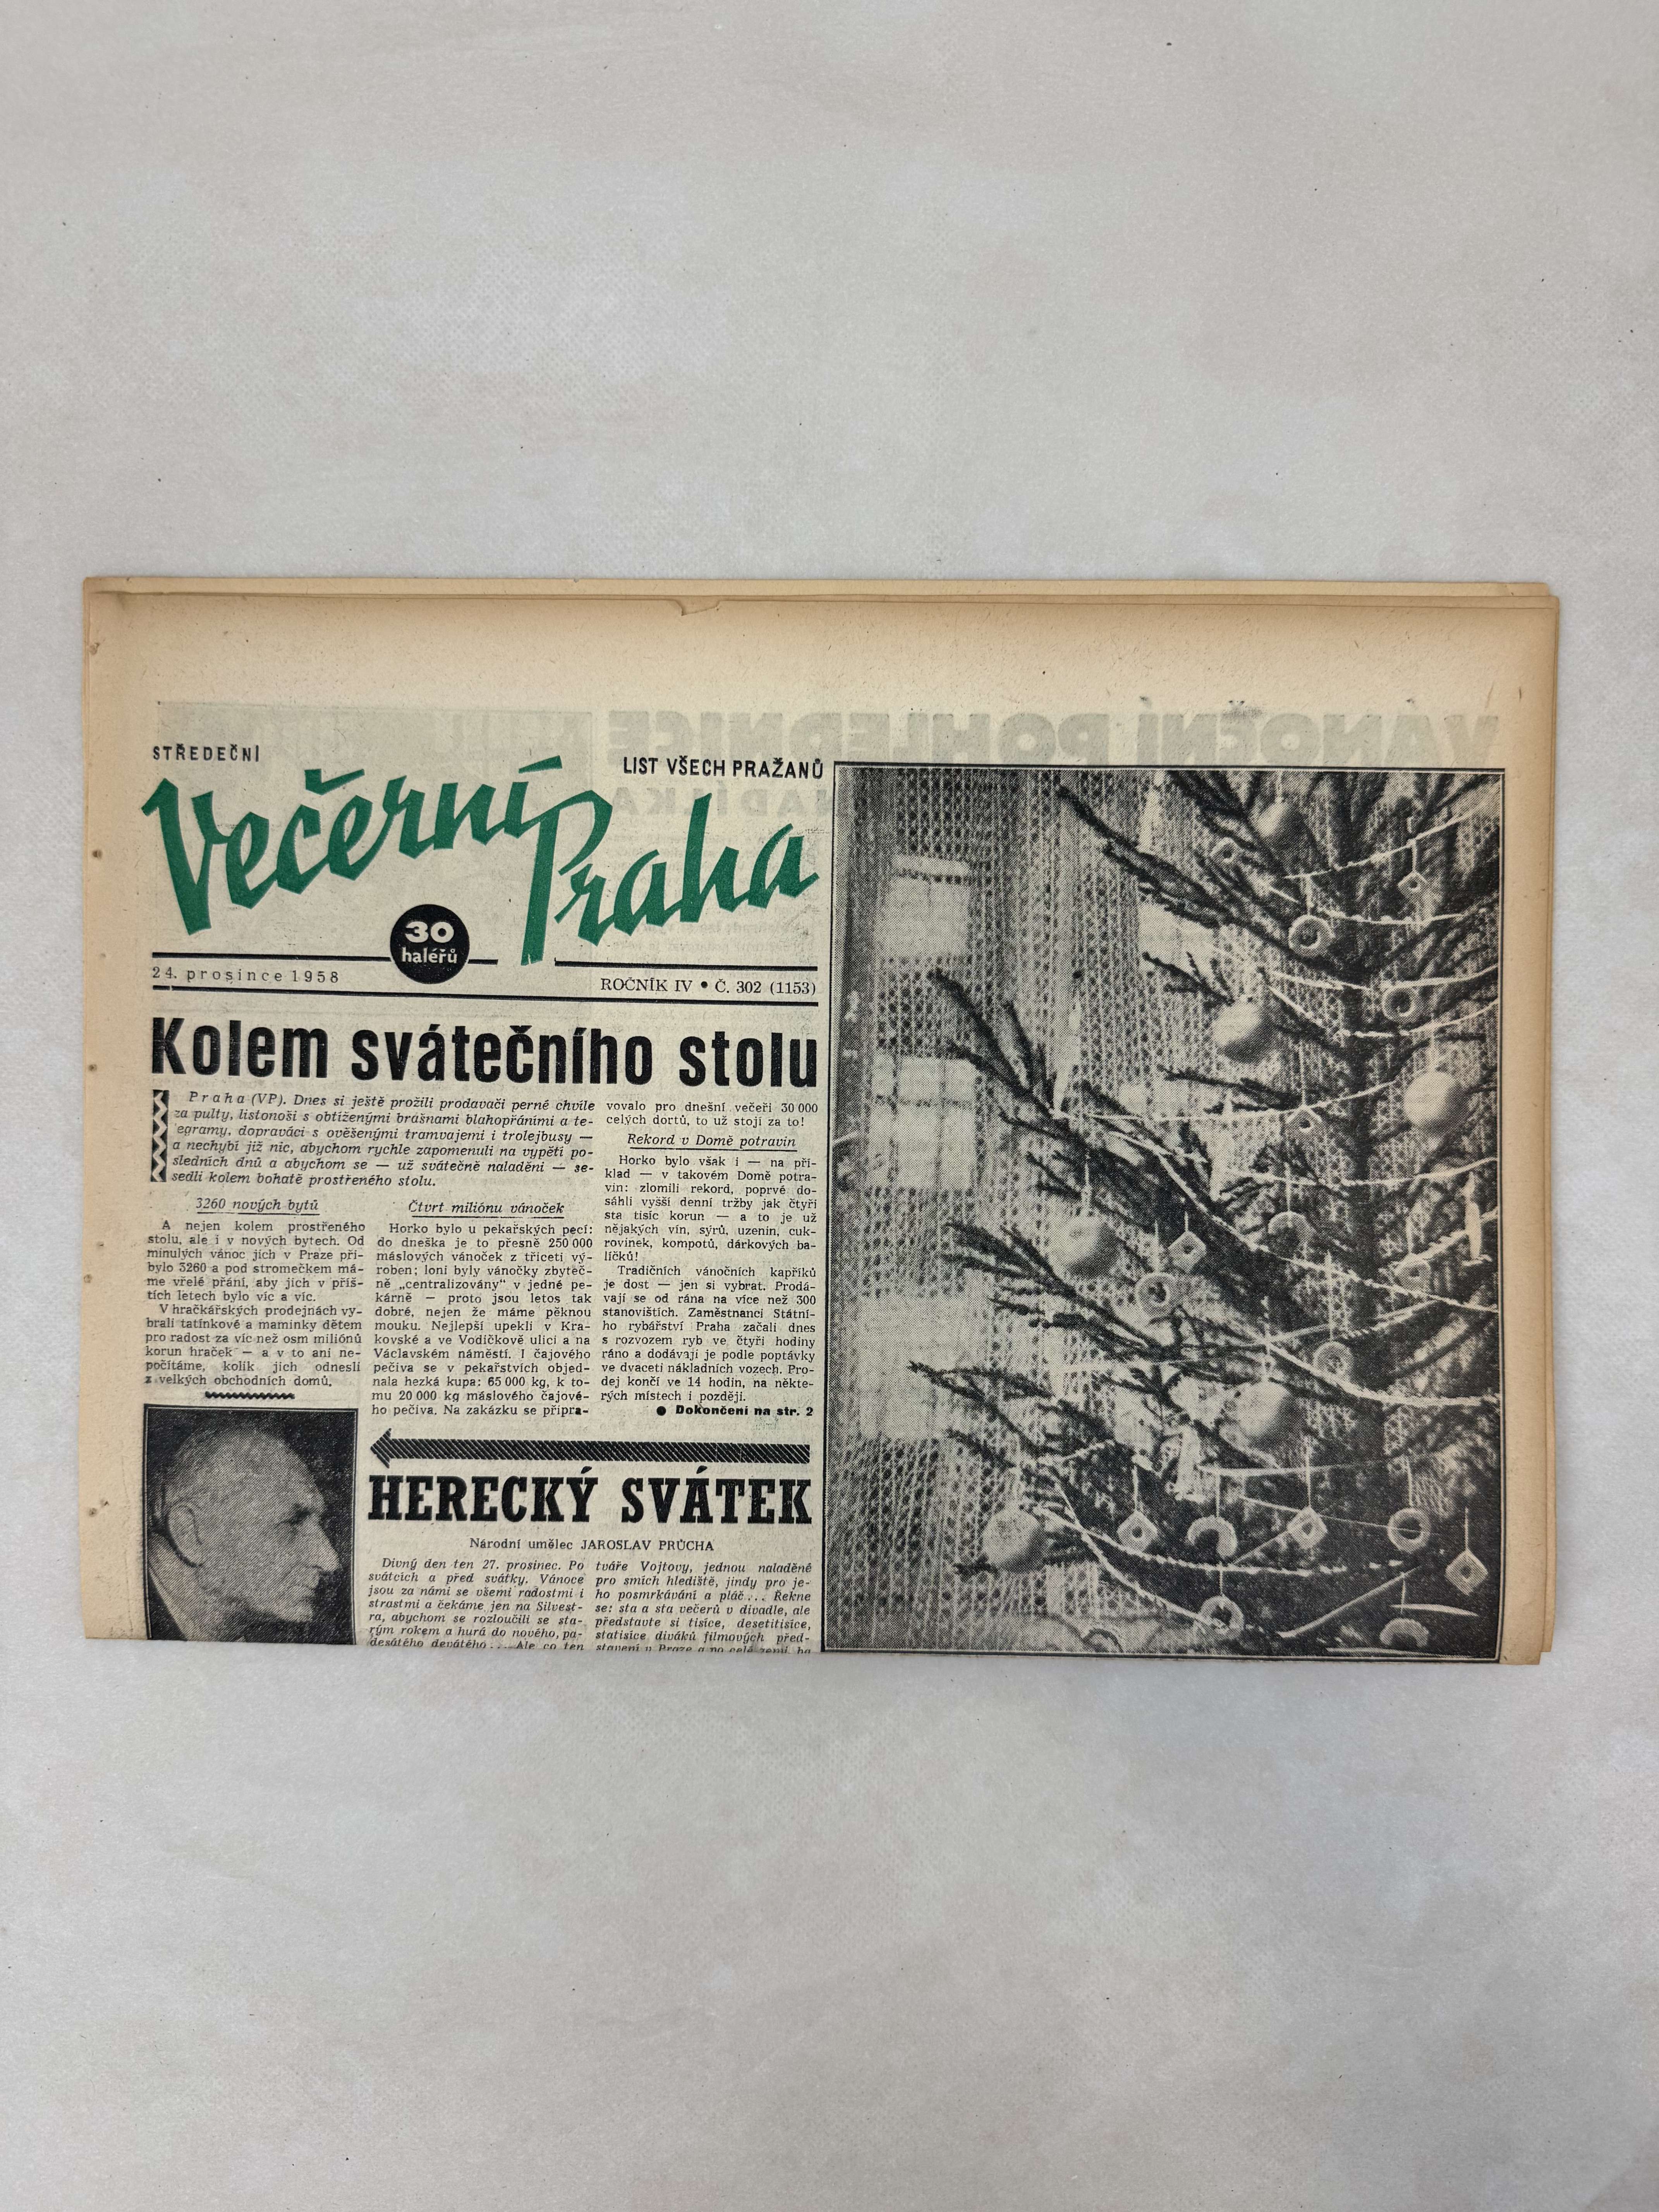 STŘEDEČNÍ
LIST VŠECH PRAŽANŮ
Večerní Praha
30
haléřů
24. prosince 1958
ROČNÍK IV • Č. 302 (1153)
Kolem svátečního stolu
Praha (VP). Dnes si ještě prožili prodavači perné chvíle
za pulty, listonoši s obtíženými brašnami blahopřáními a te-
egramy, dopraváci s ověšenými tramvajemi i trolejbusy —
a nechybí již nic, abychom rychle zapomenuli na vypětí po-
sledních dnů a abychom se — už svátečně naladěni — se-
sedli kolem bohatě prostřeného stolu.
3260 nových bytů
A nejen kolem prostřeného
stolu, ale i v nových bytech. Od
minulých vánoc jich v Praze při-
bylo 3260 a pod stromečkem má-
me vřelé přání, aby jich v příš-
tích letech bylo víc a víc.
V hračkářských prodejnách vy-
brali tatínkové a maminky dětem
pro radost za víc než osm miliónů
korun hraček — a v to ani ne-
počítáme, kolik jich odnesli
z velkých obchodních domů.
Čtvrt miliónu vánoček
Horko bylo u pekařských pecí:
do dneška je to přesně 250 000
máslových vánoček z třiceti vý-
roben; loni byly vánočky zbyteč-
ně „centralizovány“ v jedné pe-
kárně — proto jsou letos tak
dobré, nejen že máme pěknou
mouku. Nejlepší upekli v Kra-
kovské a ve Vodičkově ulici a na
Václavském náměstí. I čajového
pečiva se v pekařstvích objed-
nala hezká kupa: 65 000 kg, k to-
mu 20 000 kg máslového čajové-
ho pečiva. Na zakázku se připra-
vovalo pro dnešní večeři 30 000
celých dortů, to už stojí za to!
Rekord v Domě potravin
Horko bylo však i — na pří-
klad — v takovém Domě potra-
vin: zlomili rekord, poprvé do-
sáhli vyšší denní tržby jak čtyři
sta tisíc korun — a to je už
nějakých vín, sýrů, uzenin, cuk-
rovinek, kompotů, dárkových ba-
líčků!
Tradičních vánočních kapříků
je dost — jen si vybrat. Prodá-
vají se od rána na více než 300
stanovištích. Zaměstnanci Státní-
ho rybářství Praha začali dnes
s rozvozem ryb ve čtyři hodiny
ráno a dodávají je podle poptávky
ve dvaceti nákladních vozech. Pro-
dej končí ve 14 hodin, na někte-
rých místech i později.
● Dokončení na str. 2
HERECKÝ SVÁTEK
Národní umělec JAROSLAV PRŮCHA
Divný den ten 27. prosinec. Po
svátcích a před svátky. Vánoce
jsou za námi se všemi radostmi i
strastmi a čekáme jen na Silvest-
ra, abychom se rozloučili se sta-
rým rokem a hurá do nového, pa-
desátého devátého... Ale co ten
tváře Vojtovy, jednou naladěné
pro smích hlediště, jindy pro je-
ho posmrkávání a pláč... Řekne
se: sta a sta večerů v divadle, ale
představte si tisíce, desetitisíce,
statisíce diváků filmových před-
stavení v Praze a po celé zemi, ba